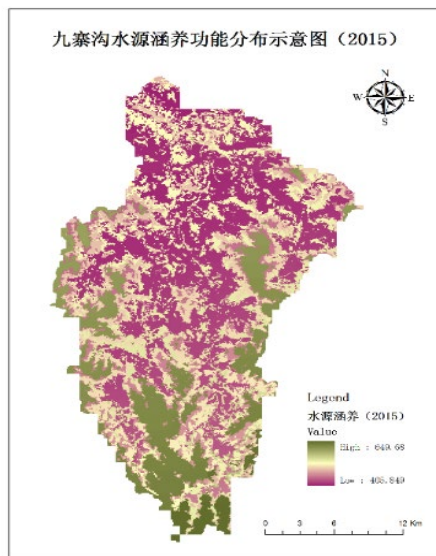 九寨沟水源涵养功能分布示意图（2015）
N
W E
S
Legend
水源涵养（2015）
Value
High : 649.68
Low : 405.849
0 3 6 12 Km